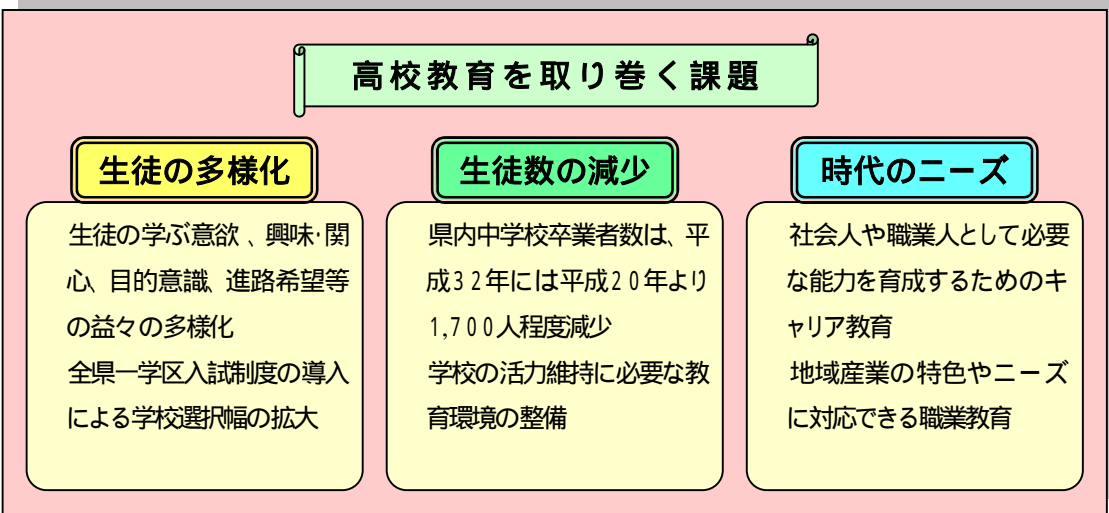 高校教育を取り巻く課題
生徒の多様化
生徒の学ぶ意欲、興味・関
心、目的意識、進路希望等
の益々の多様化
全県一学区入試制度の導入
による学校選択幅の拡大
生徒数の減少
県内中学校卒業者数は、平
成32年には平成20年より
1,700人程度減少
学校の活力維持に必要な教
育環境の整備
時代のニーズ
社会人や職業人として必要
な能力を育成するためのキ
ャリア教育
地域産業の特色やニーズ
に対応できる職業教育